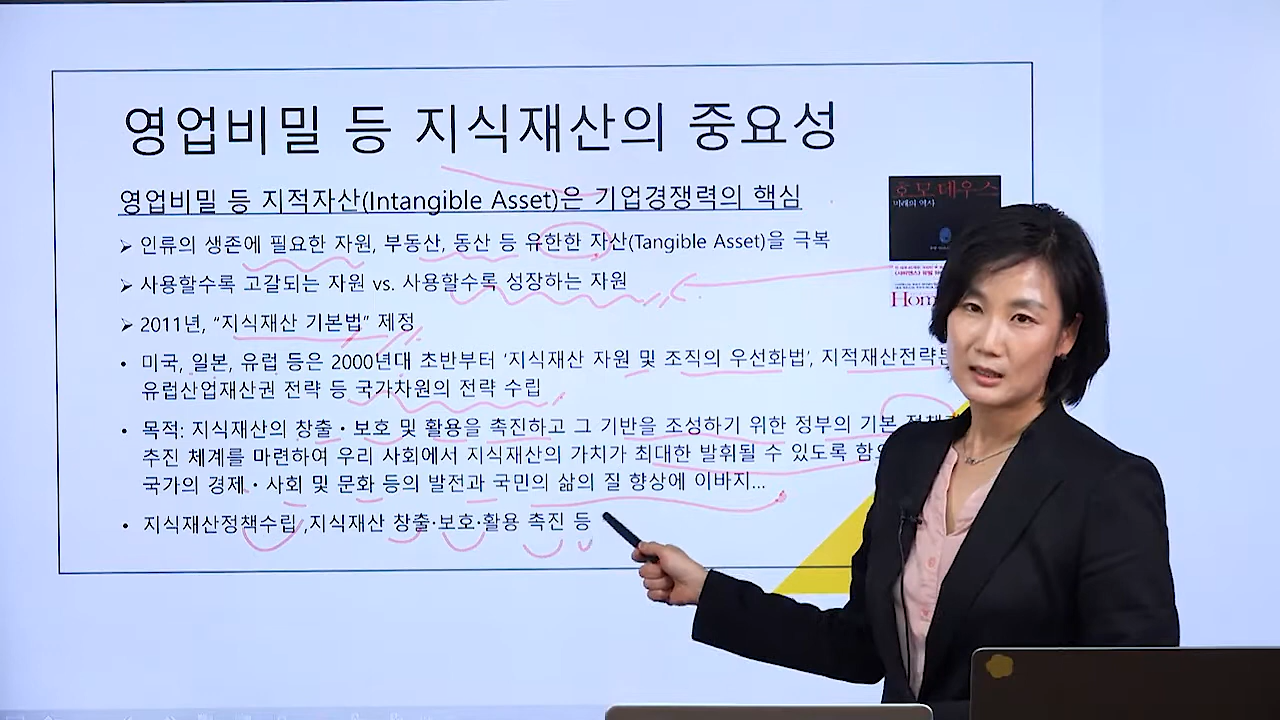 영업비밀 등 지식재산의 중요성
영업비밀 등 지적자산(Intangible Asset)은 기업경쟁력의 핵심
➢ 인류의 생존에 필요한 자원, 부동산, 동산 등 유한한 자산(Tangible Asset)을 극복
➢ 사용할수록 고갈되는 자원 vs. 사용할수록 성장하는 자원
➢ 2011년, “지식재산 기본법” 제정
• 미국, 일본, 유럽 등은 2000년대 초반부터 ‘지식재산 자원 및 조직의 우선화법’, 지적재산전략본
유럽산업재산권 전략 등 국가차원의 전략 수립
• 목적: 지식재산의 창출·보호 및 활용을 촉진하고 그 기반을 조성하기 위한 정부의 기본 정책
추진 체계를 마련하여 우리 사회에서 지식재산의 가치가 최대한 발휘될 수 있도록 함
국가의 경제·사회 및 문화 등의 발전과 국민의 삶의 질 향상에 이바지...
• 지식재산정책수립 ,지식재산 창출·보호·활용 촉진 등
호모 데우스
미래의 역사
Hom